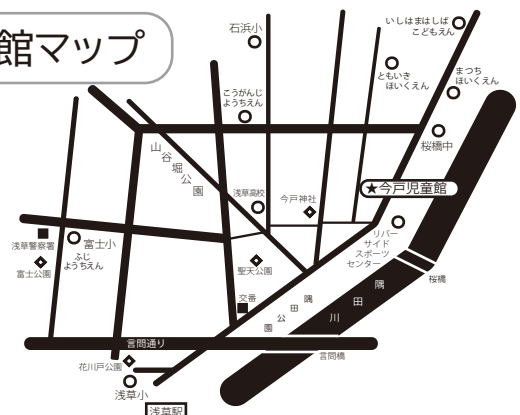 館マップ
石浜小
いしはまはしば
こどもえん
ともいき
ほいくえん
まつち
ほいくえん
こうがんじ
ようちえん
桜橋中
山谷堀公園
浅草高校
今戸神社
★今戸児童館
リバー
サイド
スポーツ
センター
浅草警察署
富士小
ふじ
ようちえん
富士公園
聖天公園
交番
桜橋
隅田公園
隅田川
言問通り
言問橋
花川戸公園
浅草小
浅草駅